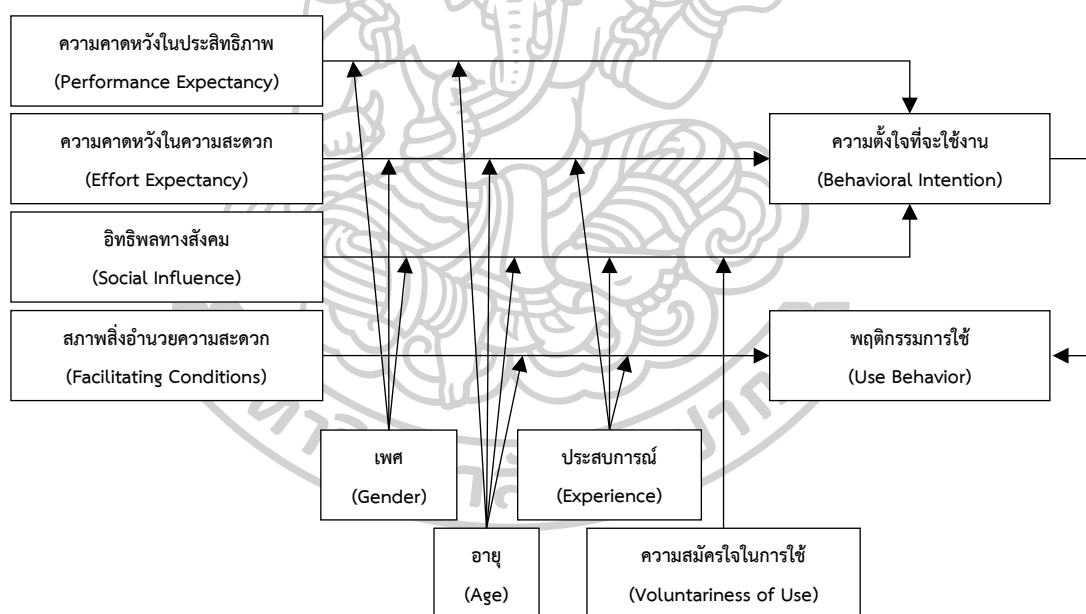 ความคาดหวังในประสิทธิภาพ
(Performance Expectancy)
ความคาดหวังในความสะดวก
(Effort Expectancy)
ความตั้งใจที่จะใช้งาน
(Behavioral Intention)
อิทธิพลทางสังคม
(Social Influence)
สภาพสิ่งอำนวยความสะดวก
(Facilitating Conditions)
พฤติกรรมการใช้
(Use Behavior)
เพศ
(Gender)
ประสบการณ์
(Experience)
อายุ
(Age)
ความสมัครใจในการใช้
(Voluntariness of Use)